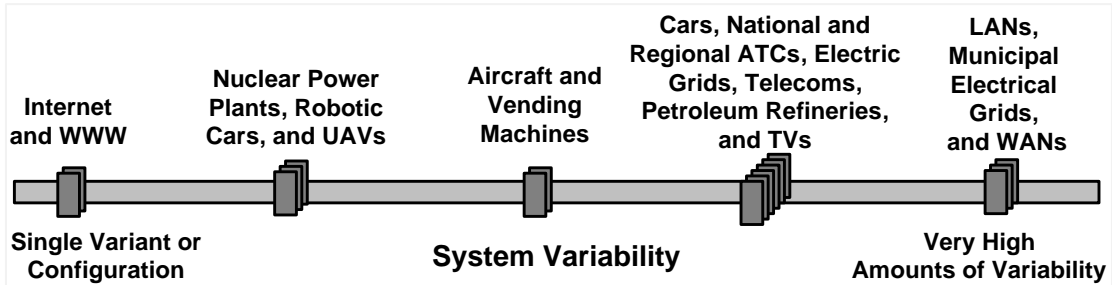 Internet
and WWW
Nuclear Power
Plants, Robotic
Cars, and UAVs
Aircraft and
Vending
Machines
Cars, National and
Regional ATCs, Electric
Grids, Telecoms,
Petroleum Refineries,
and TVs
LANs,
Municipal
Electrical
Grids,
and WANs
Single Variant or
Configuration
System Variability
Very High
Amounts of Variability